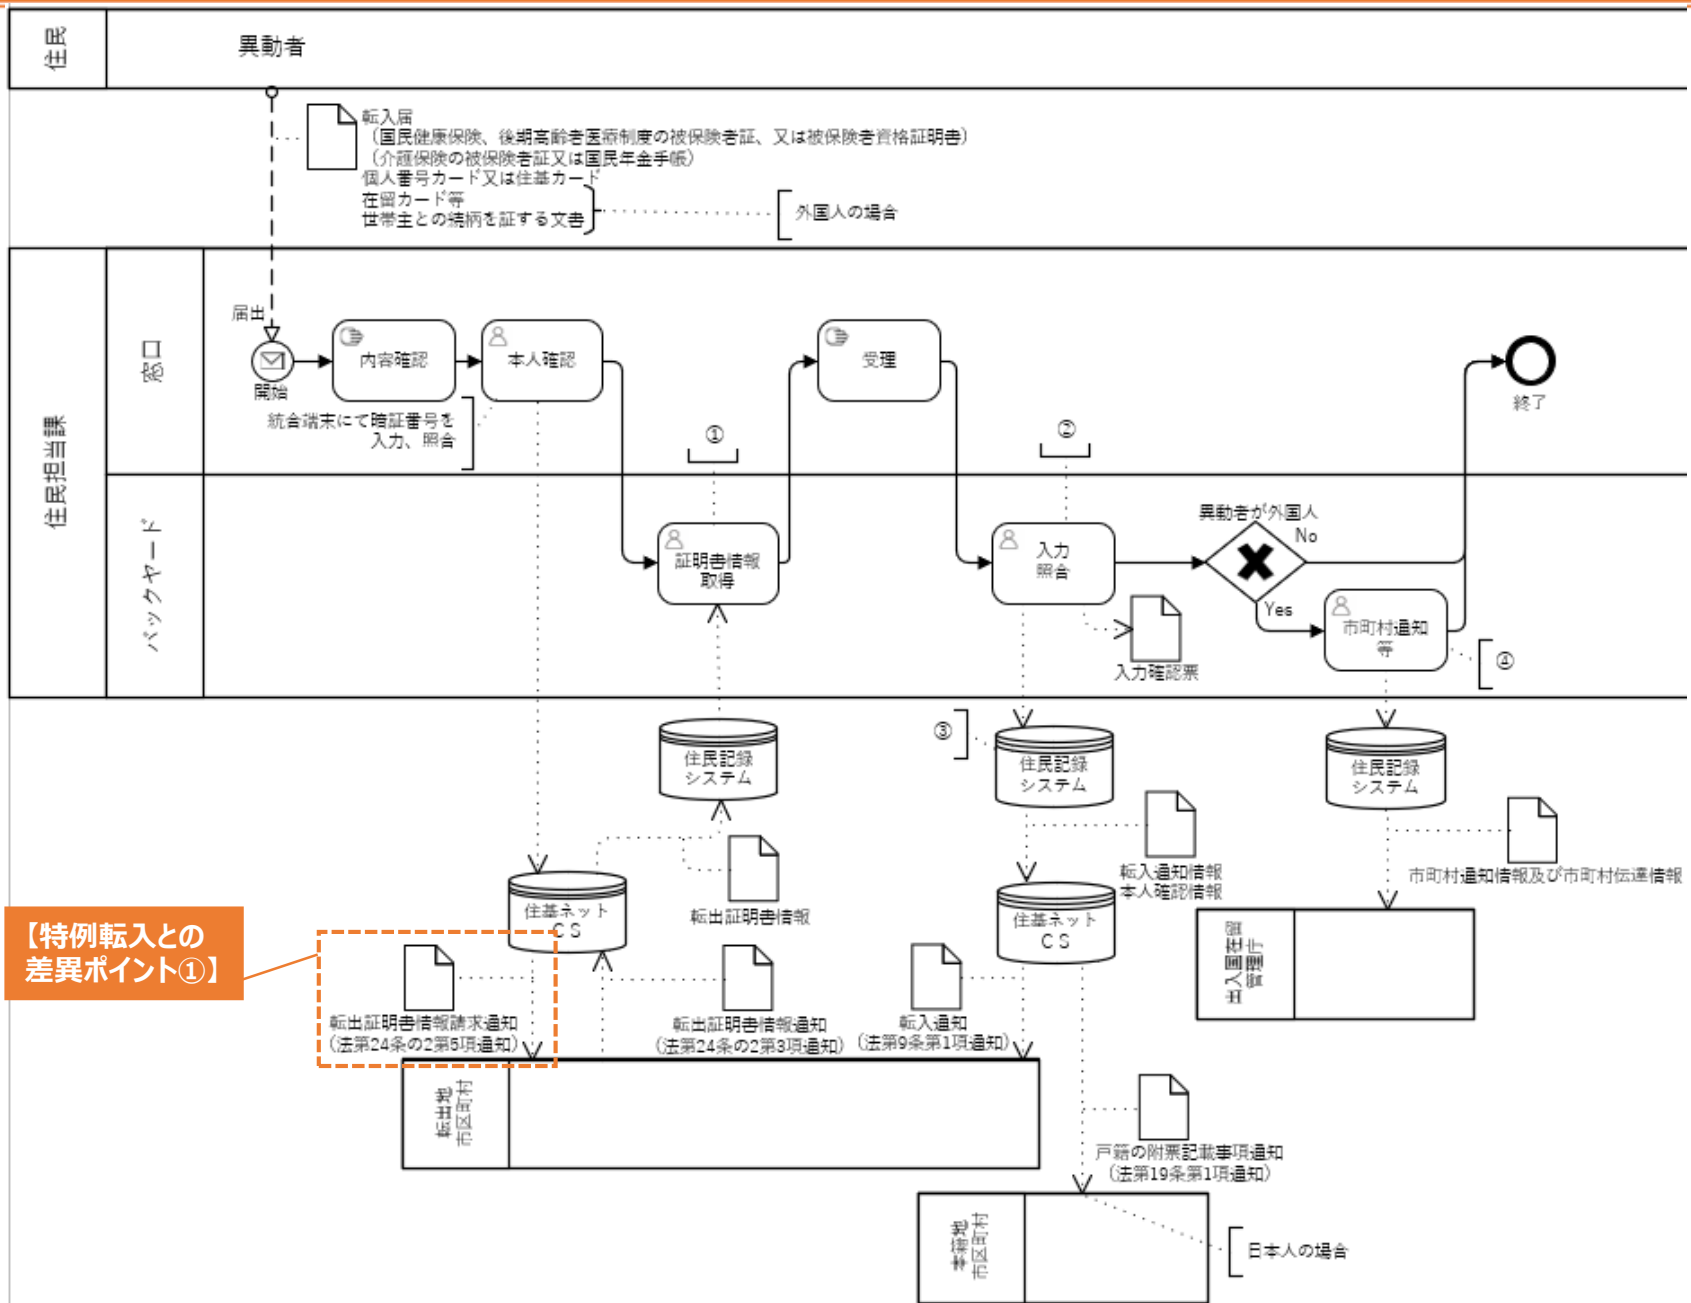 住民
異動者
転入届
（国民健康保険、後期高齢者医療制度の被保険者証、又は被保険者資格証明書）
（介護保険の被保険者証又は国民年金手帳）
個人番号カード又は住基カード
在留カード等
世帯主との続柄を証する文書
外国人の場合
住民担当課
窓口
届出
開始
内容確認
本人確認
受理
終了
統合端末にて暗証番号を
入力、照合
①
②
バックヤード
証明書情報
取得
入力
照合
異動者が外国人
No
Yes
市町村通知
等
④
入力確認票
③
住民記録
システム
住民記録
システム
住民記録
システム
転出証明書情報
転入通知情報
本人確認情報
市町村通知情報及び市町村伝達情報
住基ネット
ＣＳ
住基ネット
ＣＳ
出入国在留
管理庁
【特例転入との
差異ポイント①】
転出証明書情報請求通知
（法第24条の2第5項通知）
転出証明書情報通知
（法第24条の2第3項通知）
転入通知
（法第9条第1項通知）
転出地
市区町村
戸籍の附票記載事項通知
（法第19条第1項通知）
本籍地
市区町村
日本人の場合